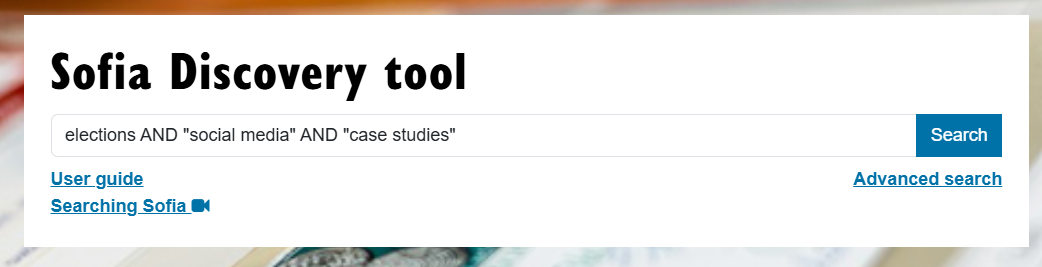 Sofia Discovery tool
elections AND "social media" AND "case studies"
Search
User guide
Advanced search
Searching Sofia